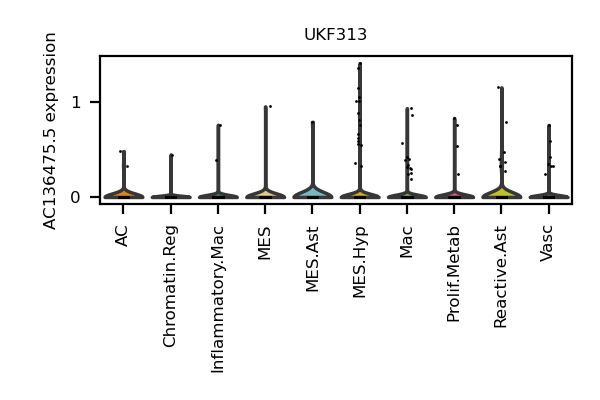 UKF313
AC136475.5 expression
1
0
AC
Chromatin.Reg
Inflammatory.Mac
MES
MES.Ast
MES.Hyp
Mac
Prolif.Metab
Reactive.Ast
Vasc